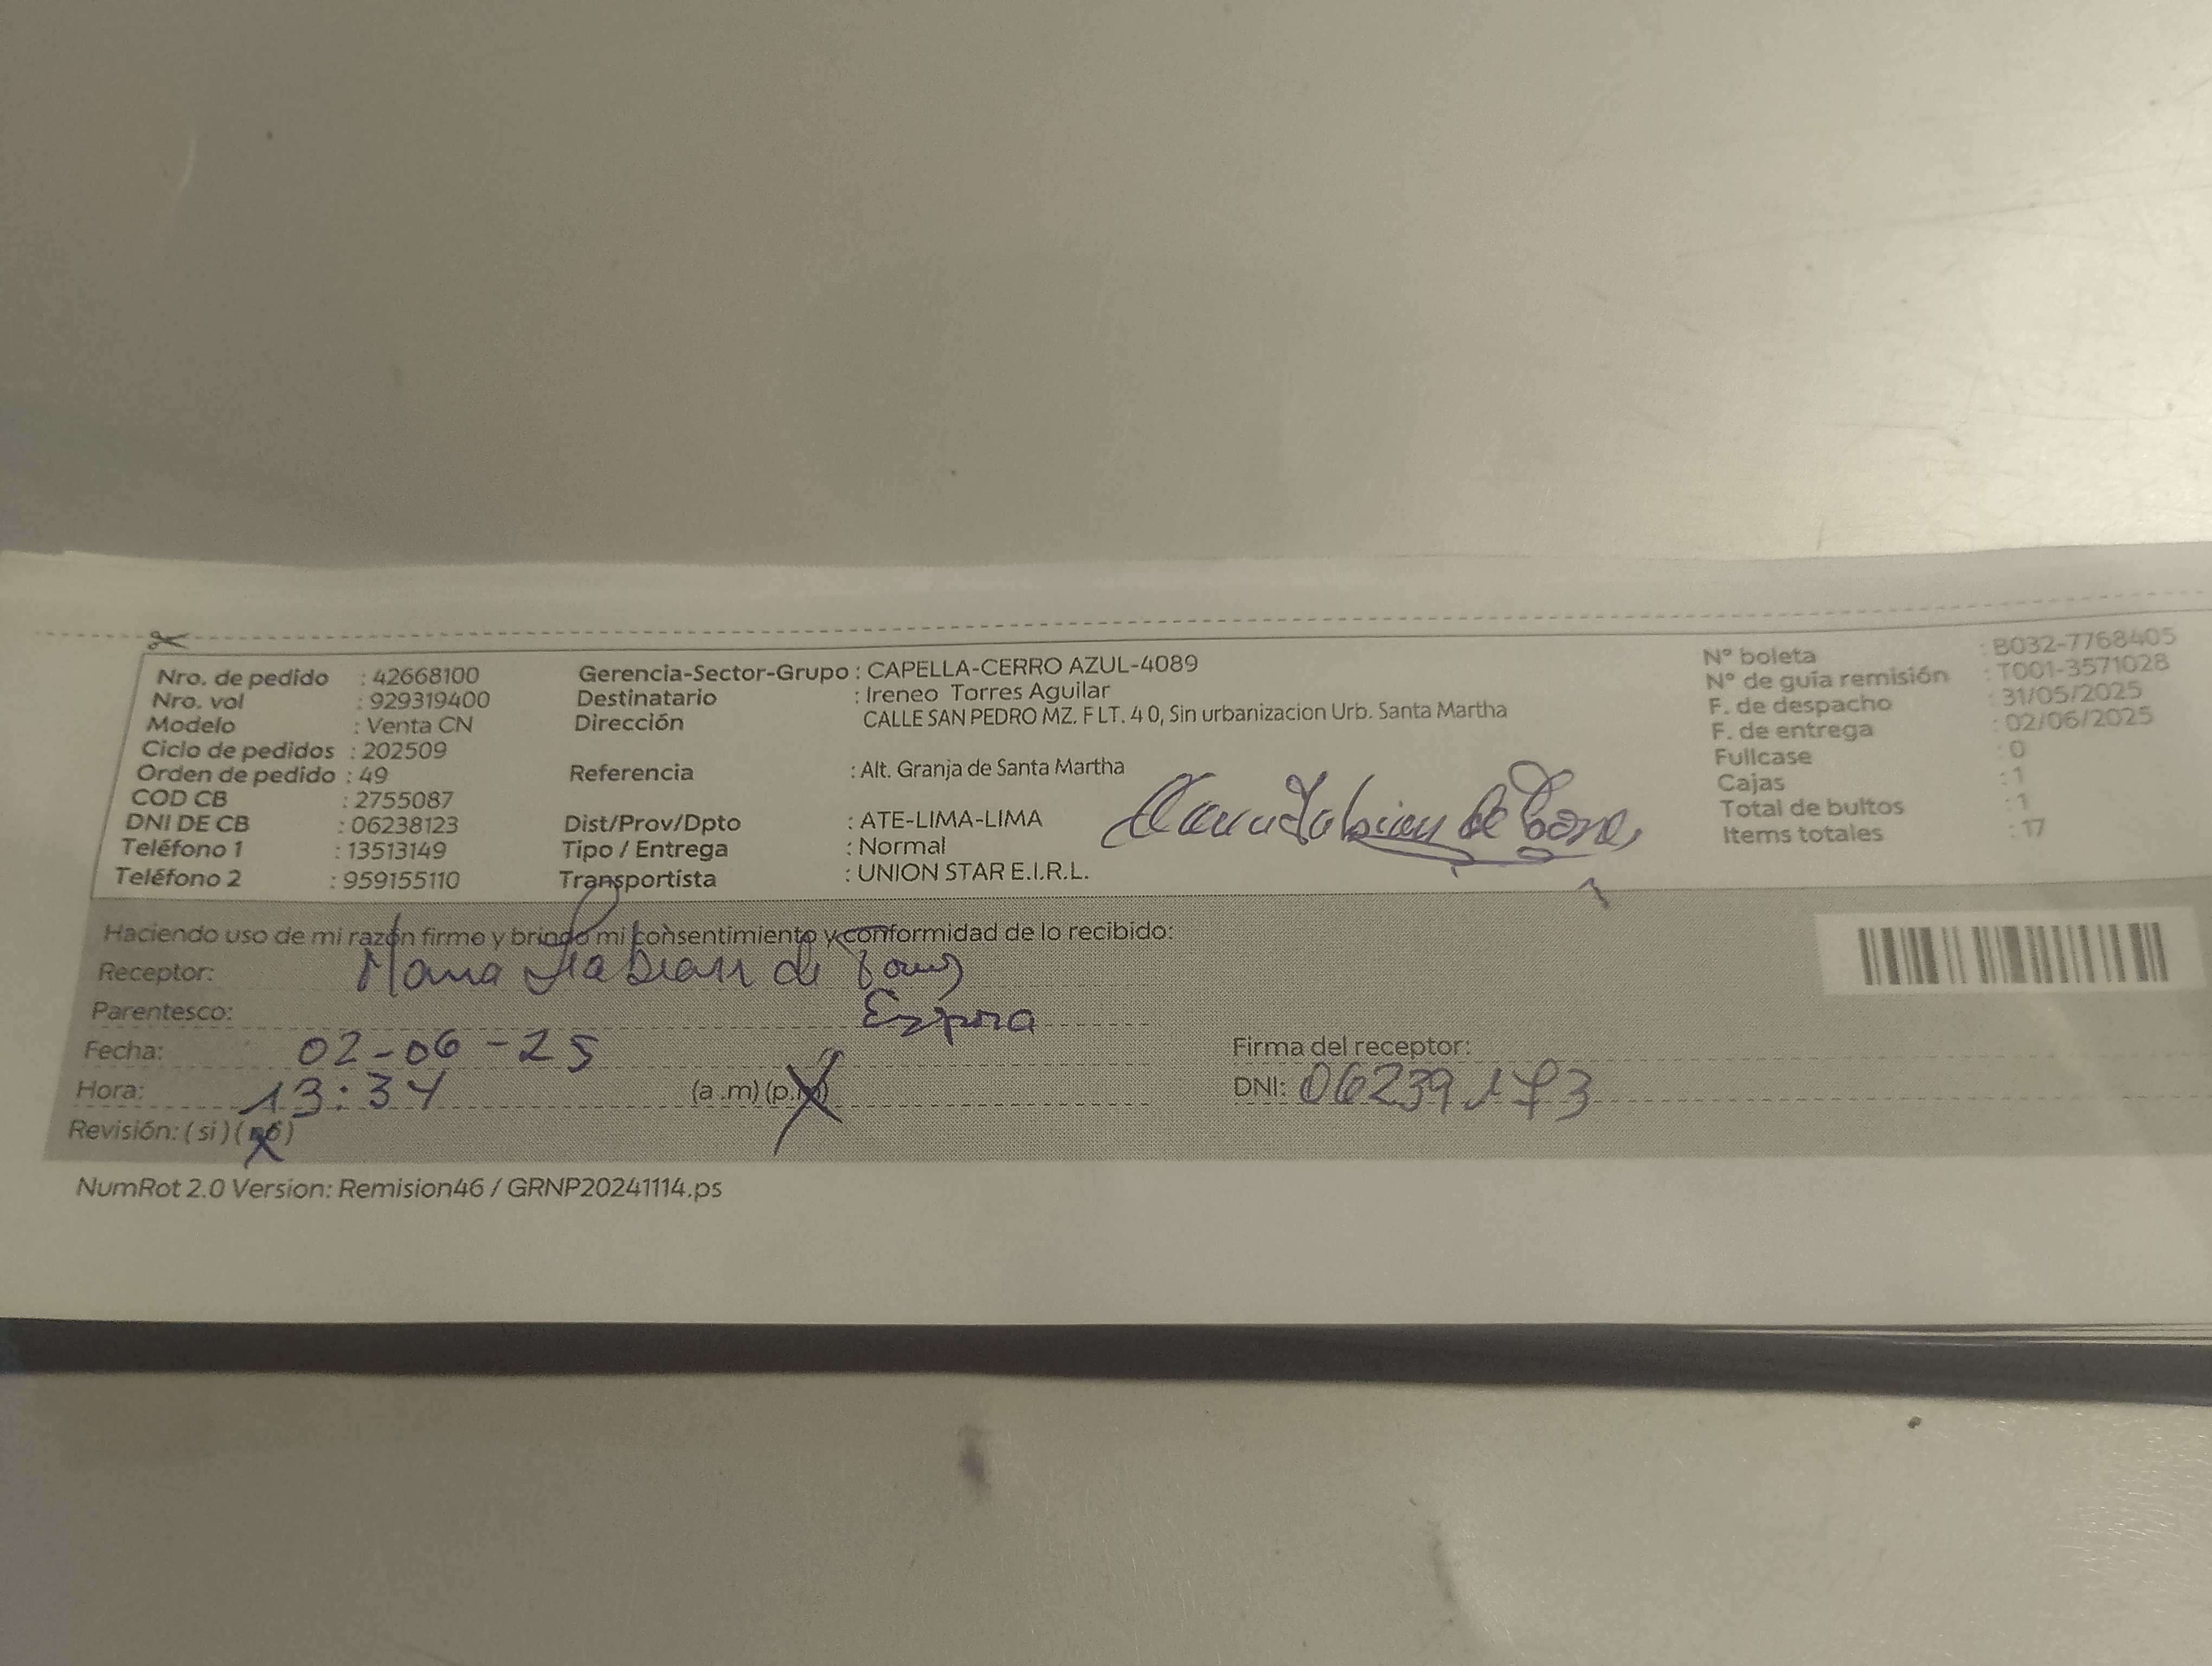 Nro. de pedido : 42668100 Gerencia-Sector-Grupo : CAPELLA-CERRO AZUL-4089 N° boleta : B032-7768405
Nro. vol : 929319400 Destinatario : Ireneo Torres Aguilar N° de guía remisión : T001-3571028
Modelo : Venta CN Dirección CALLE SAN PEDRO MZ. F LT. 4 0, Sin urbanizacion Urb. Santa Martha F. de despacho : 31/05/2025
Ciclo de pedidos : 202509 F. de entrega : 02/06/2025
Orden de pedido : 49 Referencia : Alt. Granja de Santa Martha Fullcase : 0
COD CB : 2755087 Cajas : 1
DNI DE CB : 06238123 Dist/Prov/Dpto : ATE-LIMA-LIMA Total de bultos : 1
Teléfono 1 : 13513149 Tipo / Entrega : Normal Items totales : 17
Teléfono 2 : 959155110 Transportista : UNION STAR E.I.R.L.
Haciendo uso de mi razón firmo y brindo mi consentimiento y conformidad de lo recibido:
Receptor: Maria Fabian de
Parentesco: Esposa
Fecha: 02-06-25 Firma del receptor:
Hora: 13:34 (a.m) (p.m) DNI: 06239173
Revisión: (si) (no)
NumRot 2.0 Version: Remision46 / GRNP20241114.ps